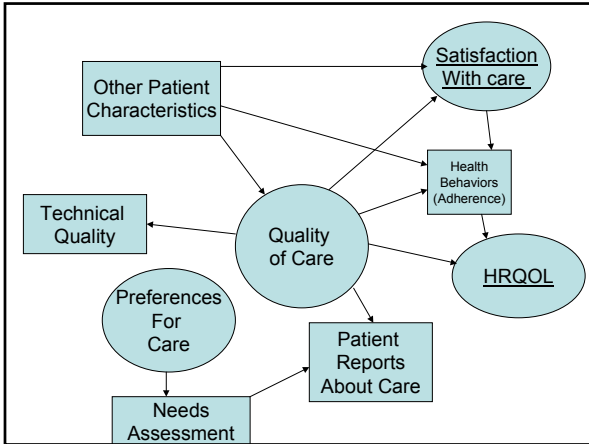 Satisfaction
With care
Other Patient
Characteristics
Health
Behaviors
(Adherence)
Technical
Quality
Quality
of Care
HRQOL
Preferences
For
Care
Patient
Reports
About Care
Needs
Assessment